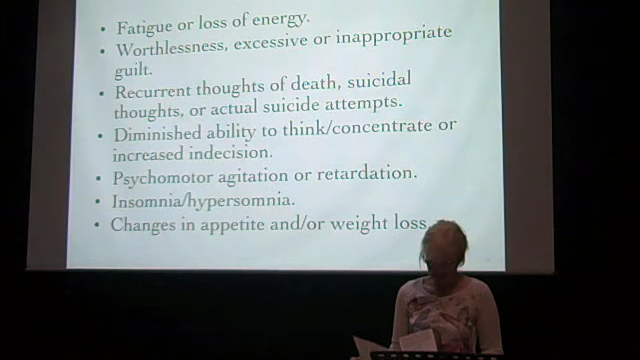 • Fatigue or loss of energy.
• Worthlessness, excessive or inappropriate
guilt.
• Recurrent thoughts of death, suicidal
thoughts, or actual suicide attempts.
• Diminished ability to think/concentrate or
increased indecision.
• Psychomotor agitation or retardation.
• Insomnia/hypersomnia.
• Changes in appetite and/or weight loss